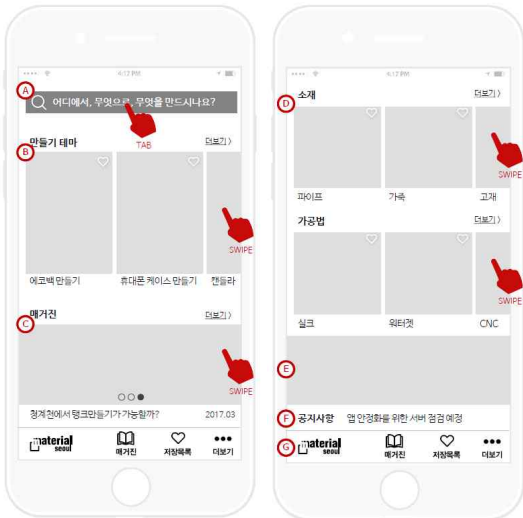 4:12 PM
A
어디에서, 무엇으로, 무엇을 만드시나요?
TAB
B
만들기 테마
더보기 〉
SWIPE
에코백 만들기
휴대폰 케이스 만들기
캔들라
C
매거진
더보기 〉
SWIPE
청계천에서 탱크만들기가 가능할까?
2017.03
material
seoul
매거진
저장목록
더보기
4:12 PM
D
소재
더보기 〉
SWIPE
파이프
가죽
고재
가공법
더보기 〉
SWIPE
실크
워터젯
CNC
E
F
공지사항
앱 안정화를 위한 서버 점검 예정
G
material
seoul
매거진
저장목록
더보기